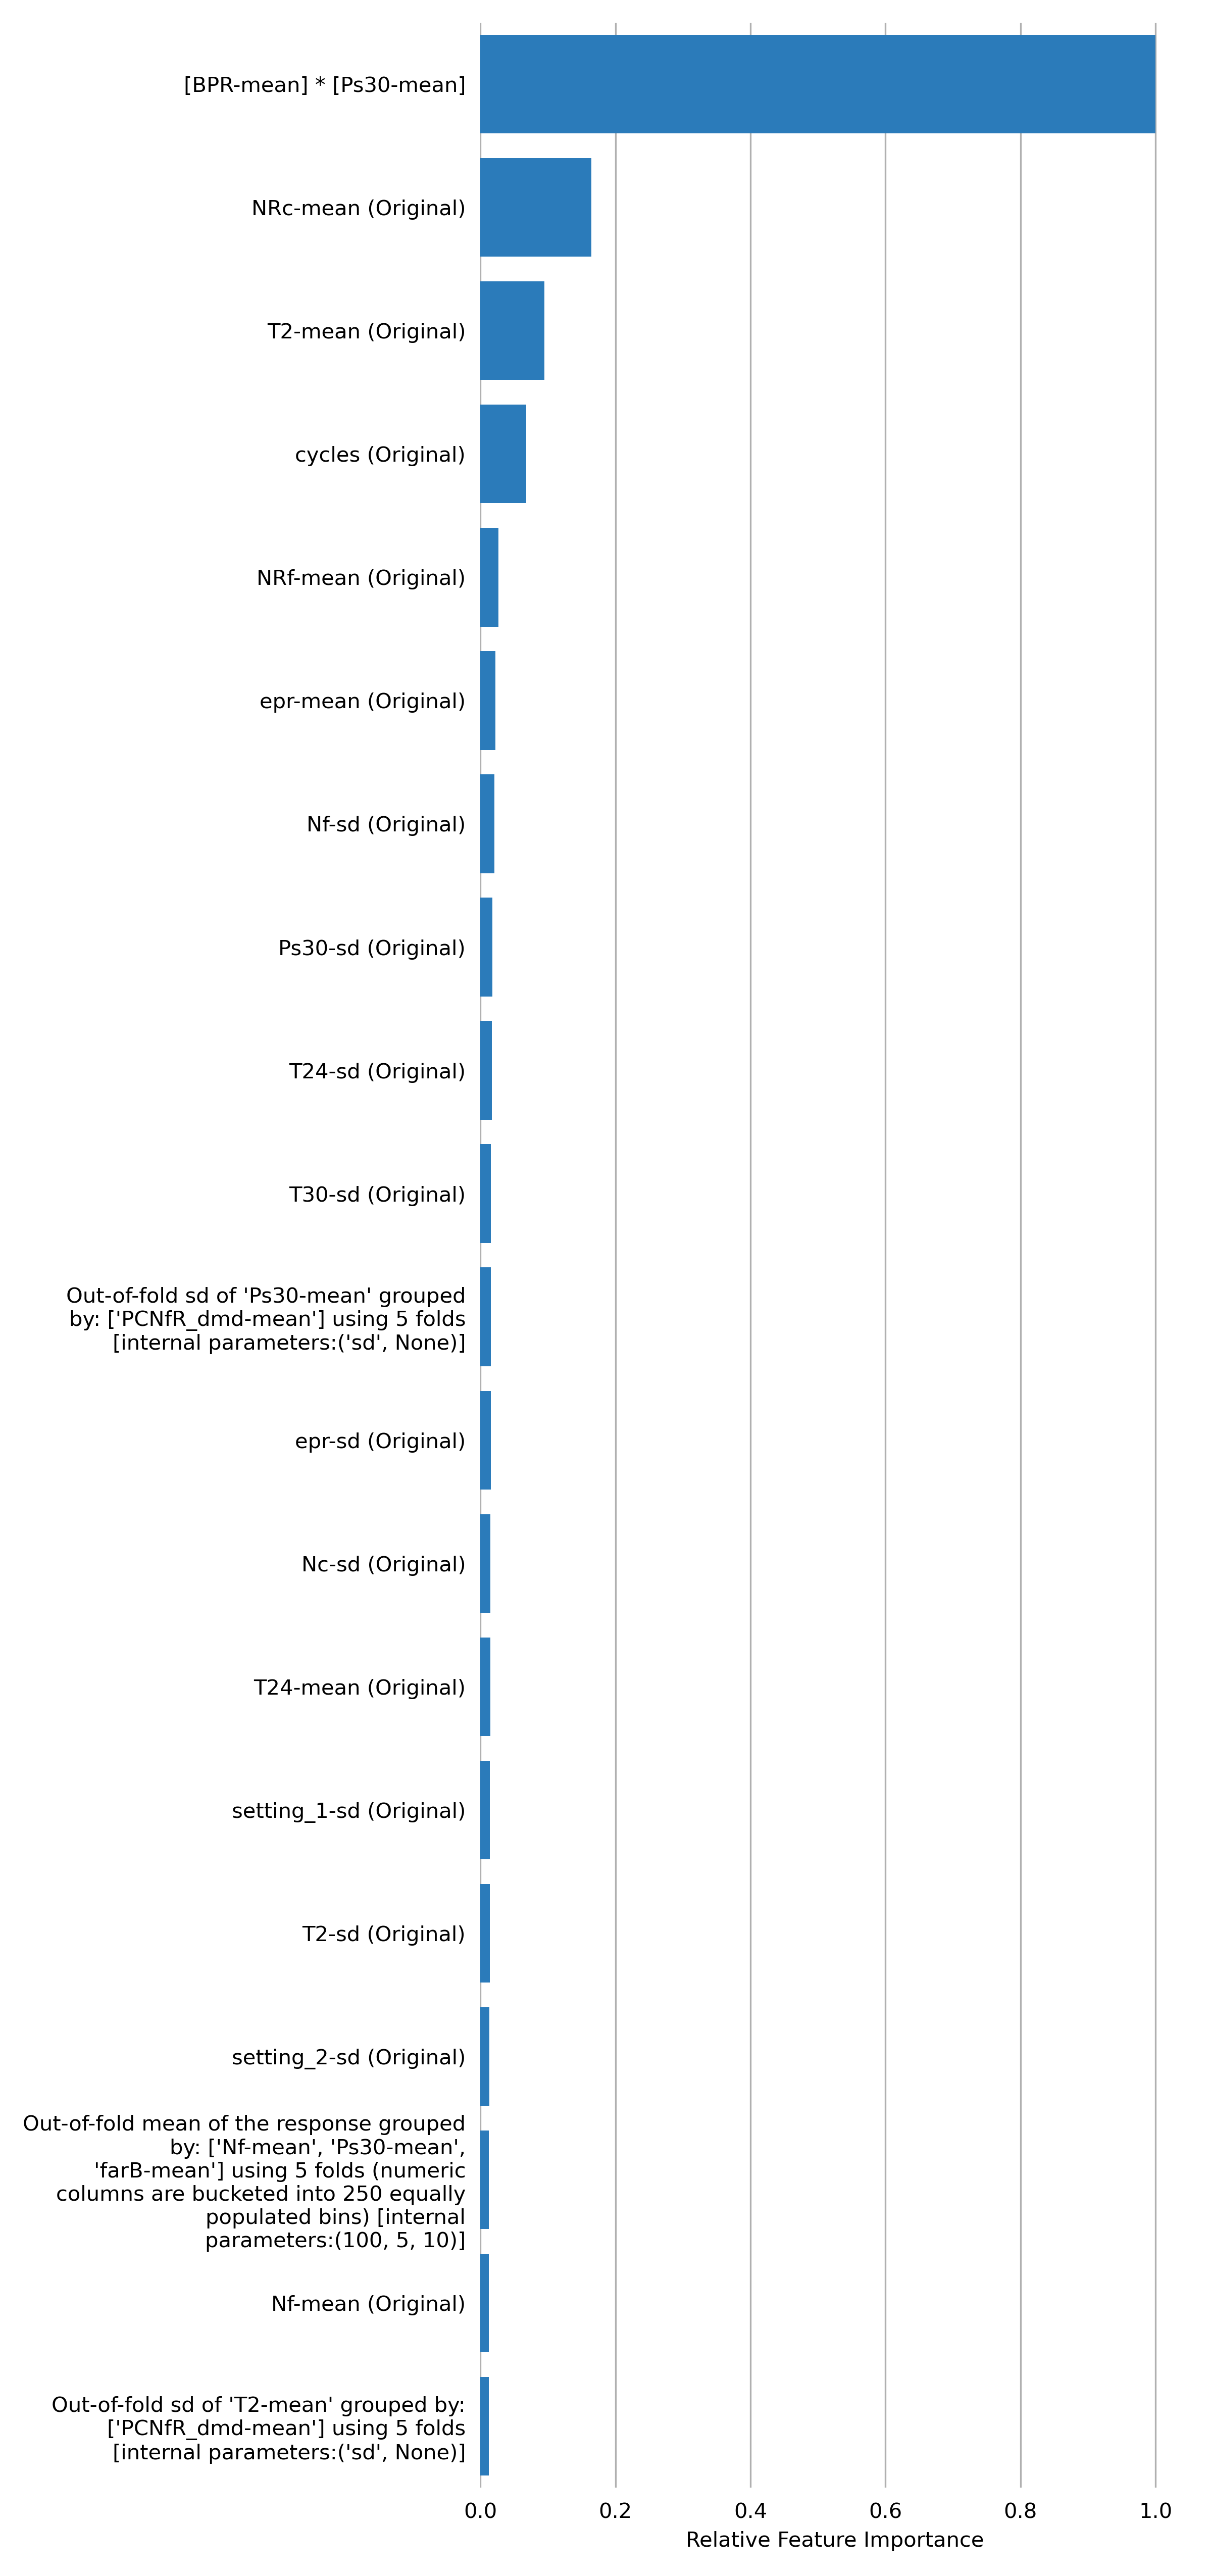 [BPR-mean] * [Ps30-mean]
NRc-mean (Original)
T2-mean (Original)
cycles (Original)
NRf-mean (Original)
epr-mean (Original)
Nf-sd (Original)
Ps30-sd (Original)
T24-sd (Original)
T30-sd (Original)
Out-of-fold sd of 'Ps30-mean' grouped
by: ['PCNfR_dmd-mean'] using 5 folds
[internal parameters:('sd', None)]
epr-sd (Original)
Nc-sd (Original)
T24-mean (Original)
setting_1-sd (Original)
T2-sd (Original)
setting_2-sd (Original)
Out-of-fold mean of the response grouped
by: ['Nf-mean', 'Ps30-mean',
'farB-mean'] using 5 folds (numeric
columns are bucketed into 250 equally
populated bins) [internal
parameters:(100, 5, 10)]
Nf-mean (Original)
Out-of-fold sd of 'T2-mean' grouped by:
['PCNfR_dmd-mean'] using 5 folds
[internal parameters:('sd', None)]
0.0 0.2 0.4 0.6 0.8 1.0
Relative Feature Importance